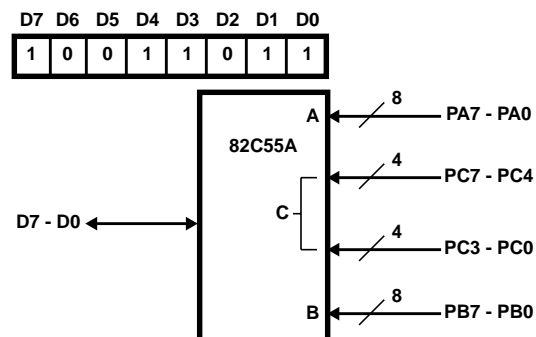 D7 D6 D5 D4 D3 D2 D1 D0
1 0 0 1 1 0 1 1
8
A
PA7 - PA0
82C55A
4
PC7 - PC4
C
D7 - D0
4
PC3 - PC0
8
B
PB7 - PB0